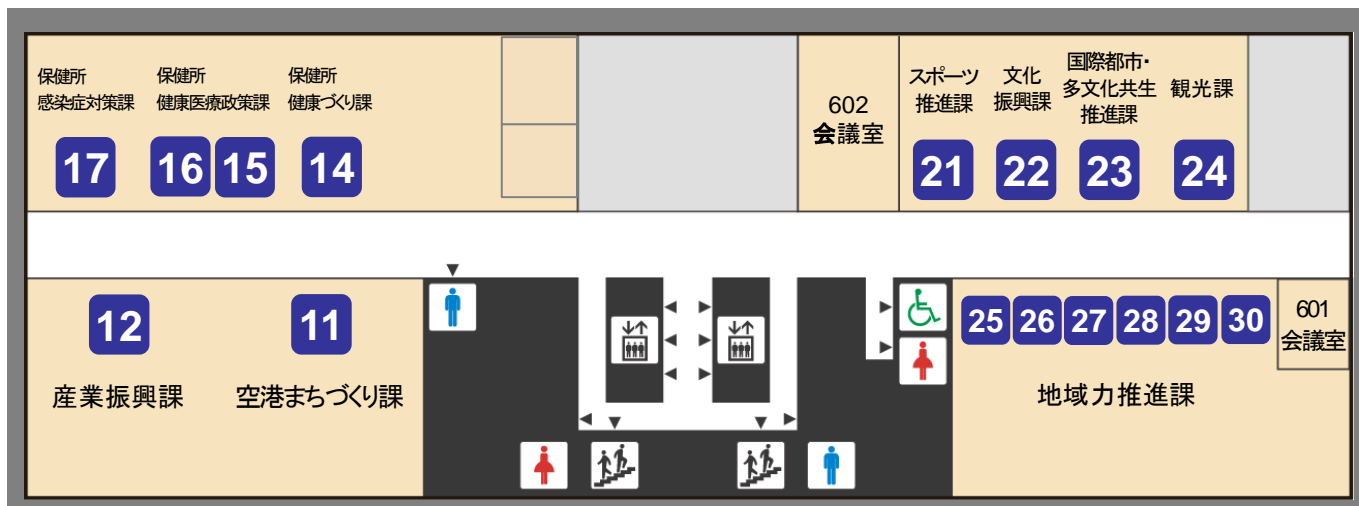 保健所
感染症対策課
17
保健所
健康医療政策課
16 15
保健所
健康づくり課
14
602
会議室
スポーツ
推進課
21
文化
振興課
22
国際都市・
多文化共生
推進課
23
観光課
24
12
産業振興課
11
空港まちづくり課
25 26 27 28 29 30
地域力推進課
601
会議室